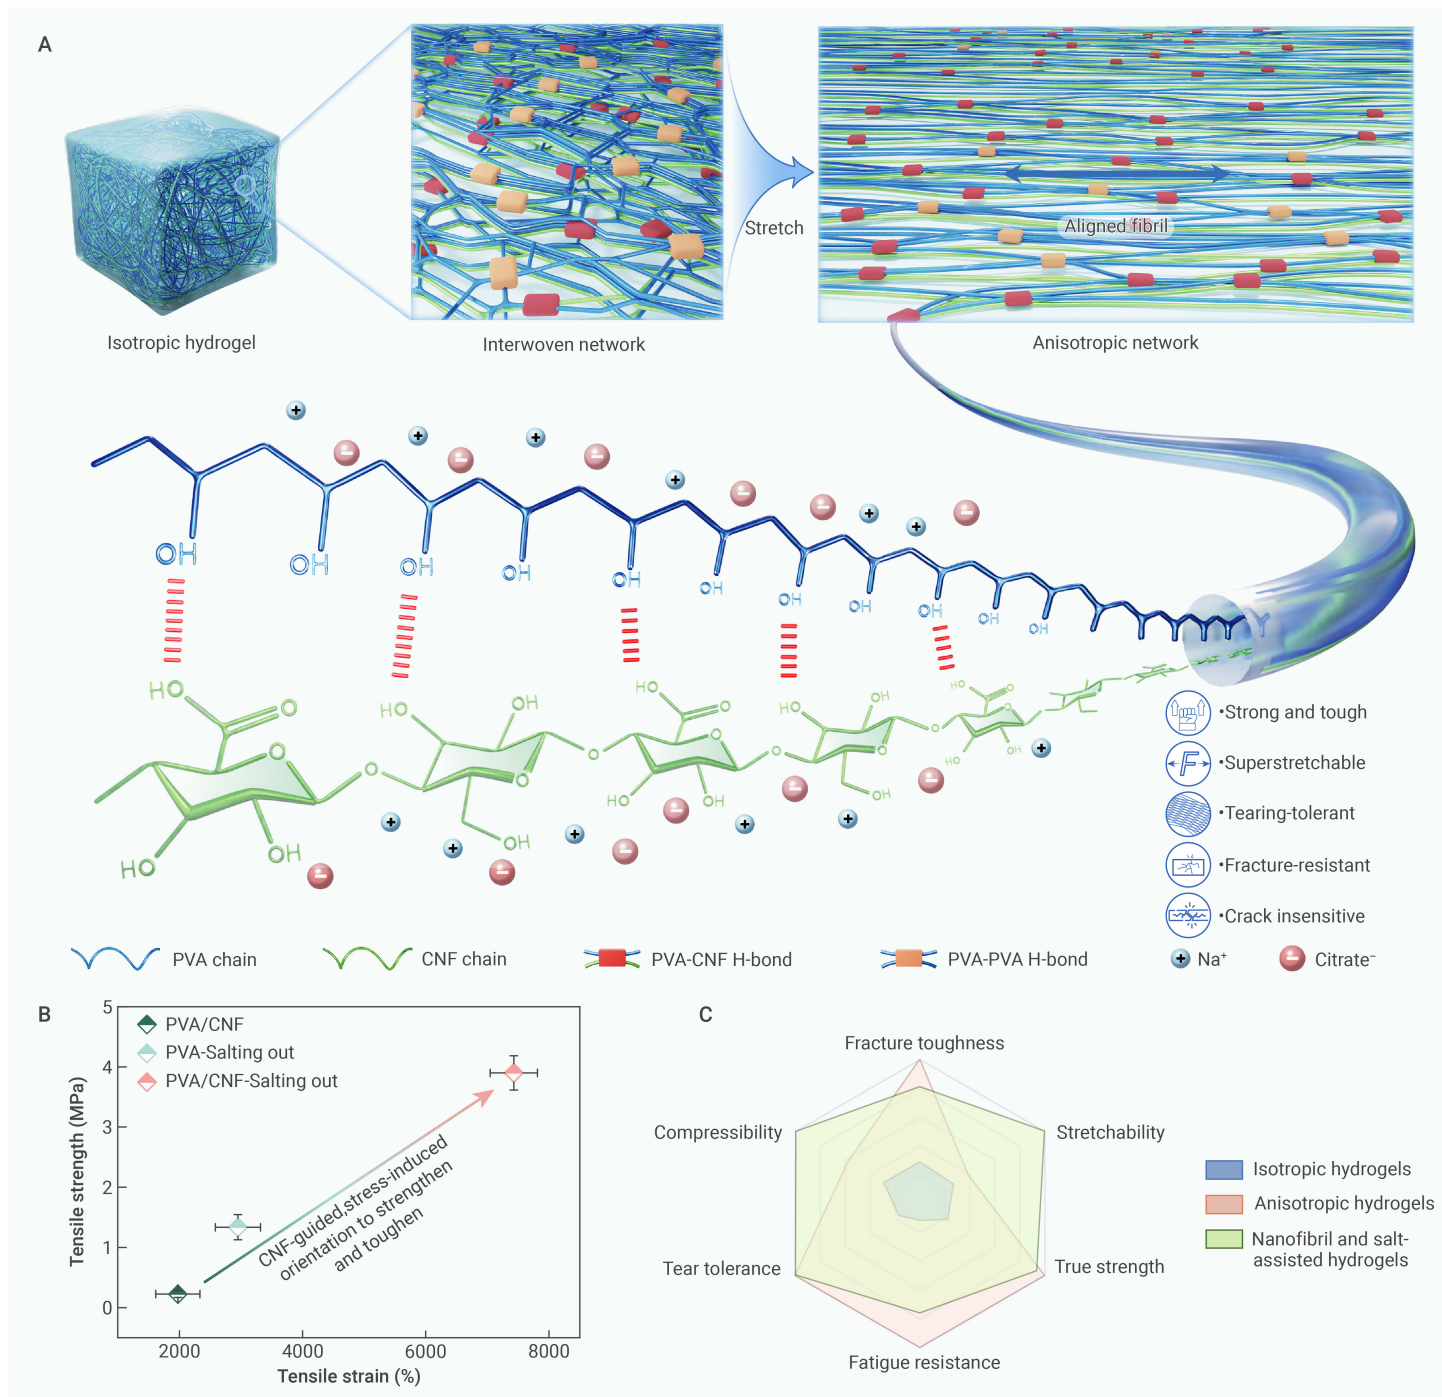 A
Stretch
Aligned fibril
Isotropic hydrogel
Interwoven network
Anisotropic network
OH
OH
OH
OH
OH
OH
OH
OH
OH
OH
OH
HO
O
O
O
HO
OH
HO
OH
O
OH
O
HO
O
O
HO
OH
O
HO
OH
O
OH
O
HO
O
O
HO
OH
F
•Strong and tough
•Superstretchable
•Tearing-tolerant
•Fracture-resistant
•Crack insensitive
PVA chain
CNF chain
PVA-CNF H-bond
PVA-PVA H-bond
Na⁺
Citrate⁻
B
PVA/CNF
PVA-Salting out
PVA/CNF-Salting out
CNF-guided,stress-induced
orientation to strengthen
and toughen
Tensile strength (MPa)
5
4
3
2
1
0
2000
4000
6000
8000
Tensile strain (%)
C
Fracture toughness
Compressibility
Stretchability
Tear tolerance
True strength
Fatigue resistance
Isotropic hydrogels
Anisotropic hydrogels
Nanofibril and salt-
assisted hydrogels